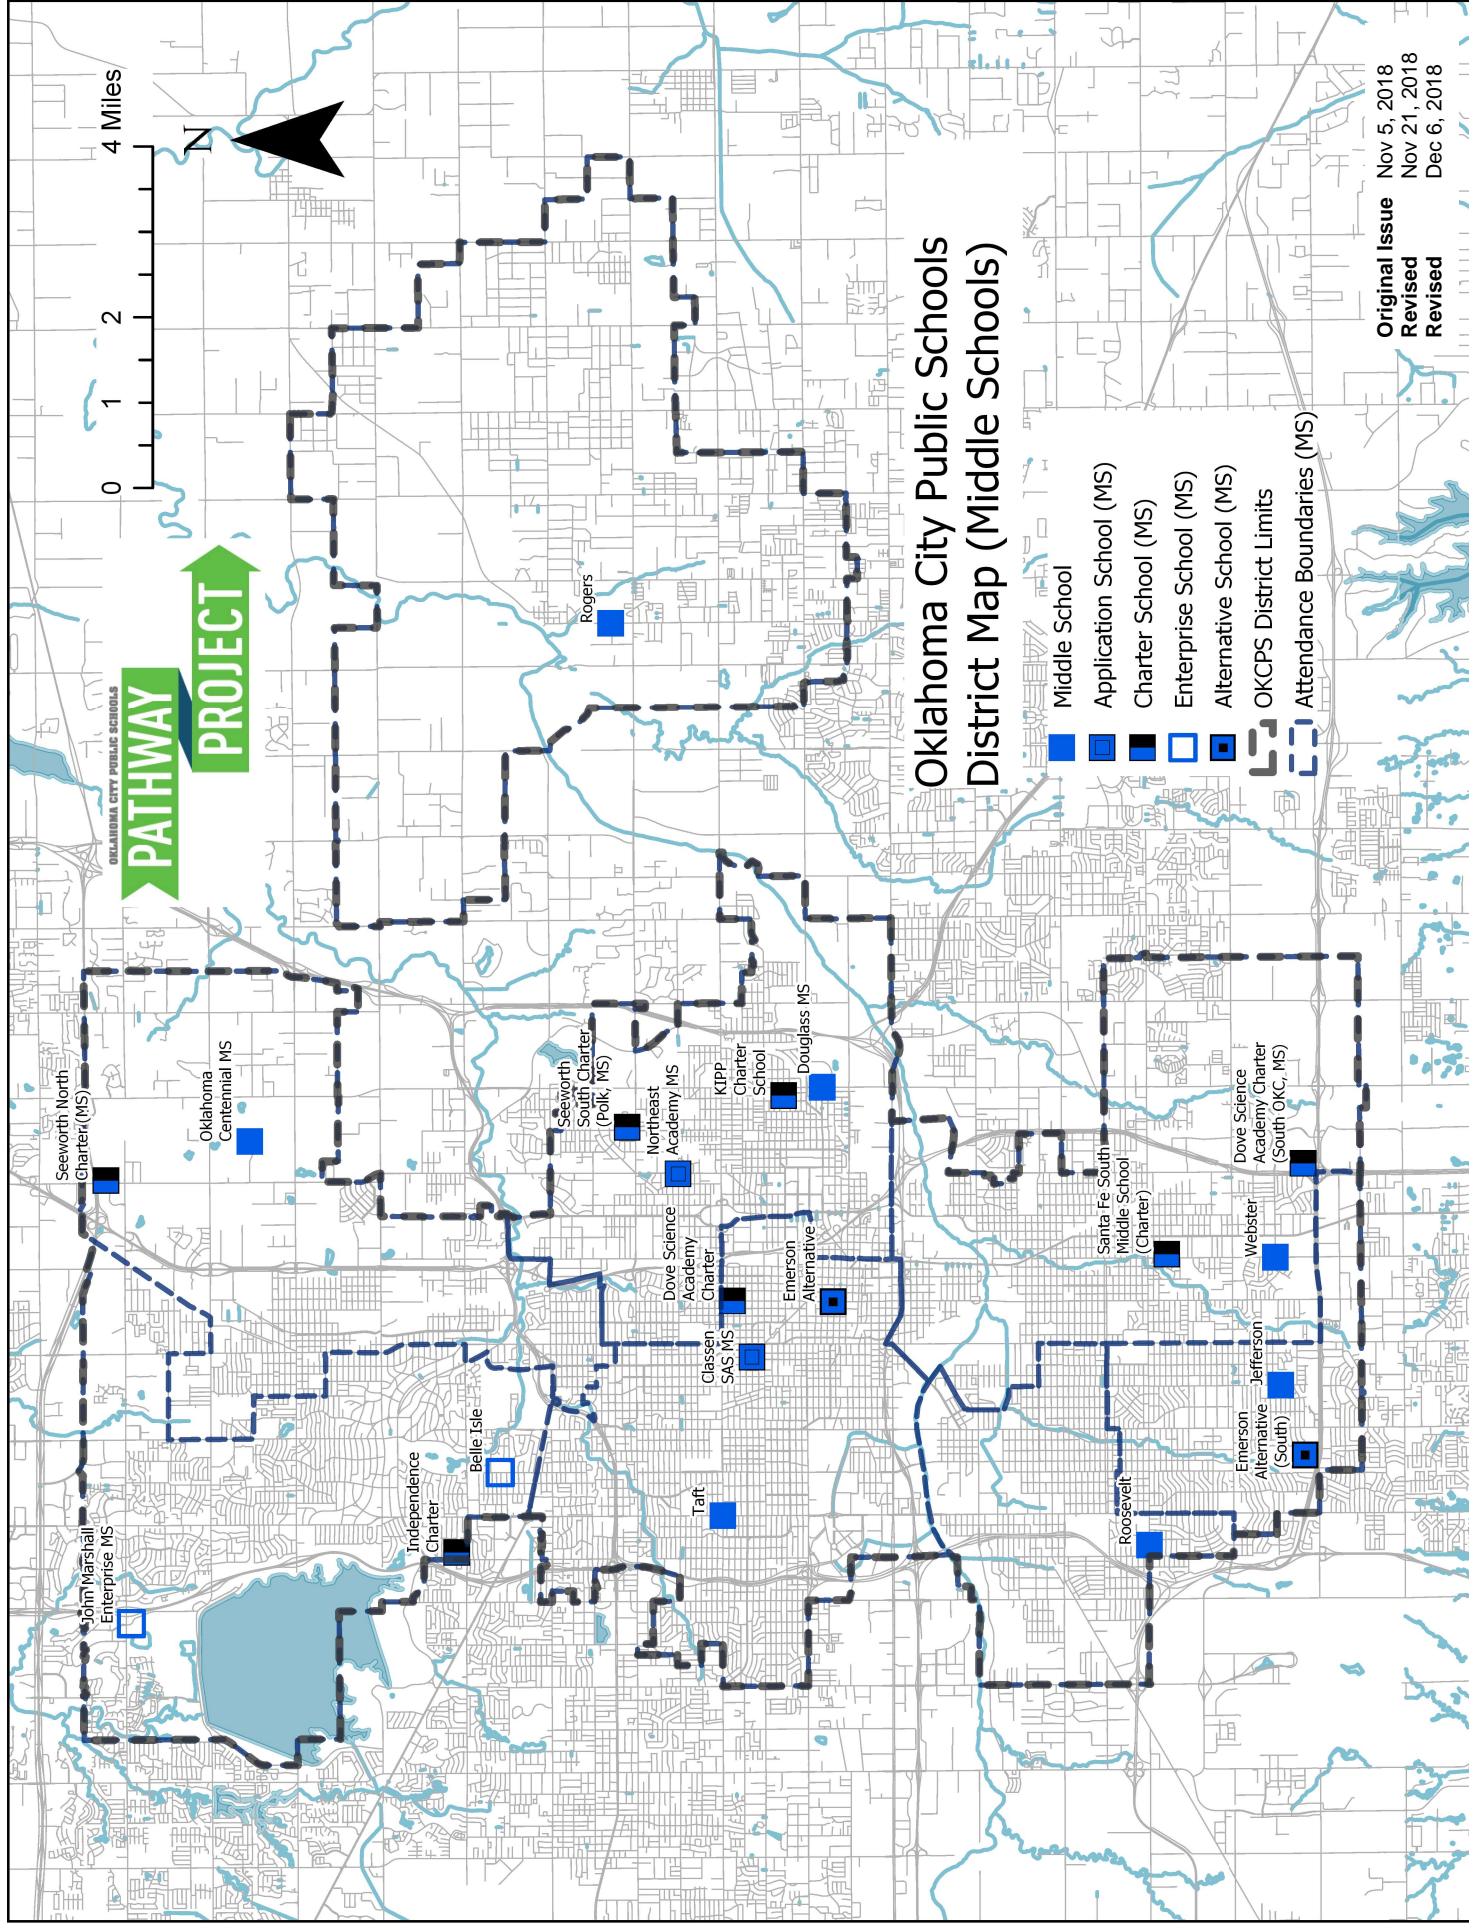 OKLAHOMA CITY PUBLIC SCHOOLS
PATHWAY
PROJECT
0 1 2 4 Miles
N
John Marshall
Enterprise MS
Seeworth North
Charter (MS)
Oklahoma
Centennial MS
Independence
Charter
Belle Isle
Seeworth
South Charter
(Polk, MS)
Rogers
Northeast
Academy MS
Taft
Classen
SAS MS
Dove Science
Academy
Charter
KIPP
Charter
School
Douglass MS
Emerson
Alternative
Roosevelt
Santa Fe South
Middle School
(Charter)
Webster
Jefferson
Emerson
Alternative
(South)
Dove Science
Academy Charter
(South OKC, MS)
Oklahoma City Public Schools
District Map (Middle Schools)
Middle School
Application School (MS)
Charter School (MS)
Enterprise School (MS)
Alternative School (MS)
OKCPS District Limits
Attendance Boundaries (MS)
Original Issue Nov 5, 2018
Revised Nov 21, 2018
Revised Dec 6, 2018